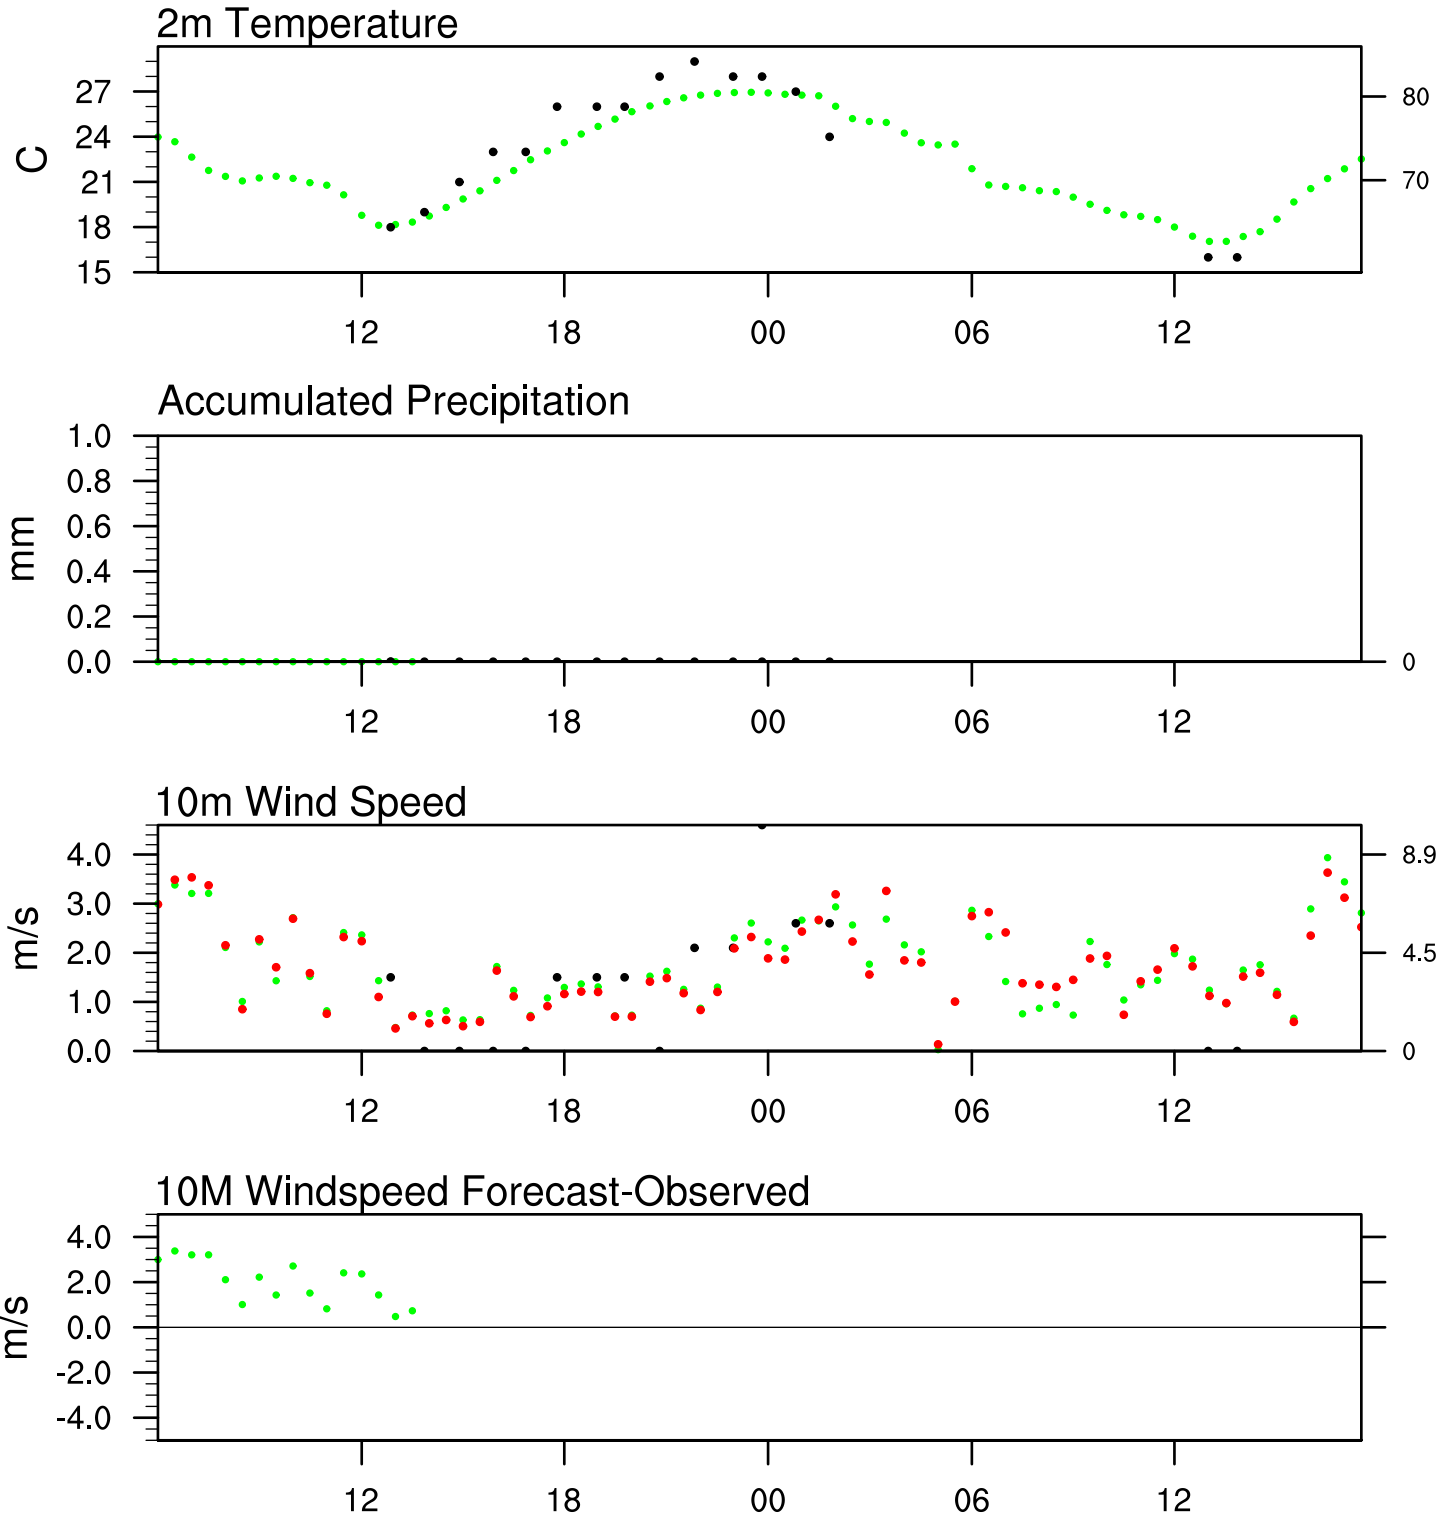 2m Temperature
27
24
21
18
15
C
80
70
12 18 00 06 12
Accumulated Precipitation
1.0
0.8
0.6
0.4
0.2
0.0
mm
0
12 18 00 06 12
10m Wind Speed
4.0
3.0
2.0
1.0
0.0
m/s
8.9
4.5
0
12 18 00 06 12
10M Windspeed Forecast-Observed
4.0
2.0
0.0
-2.0
-4.0
m/s
12 18 00 06 12